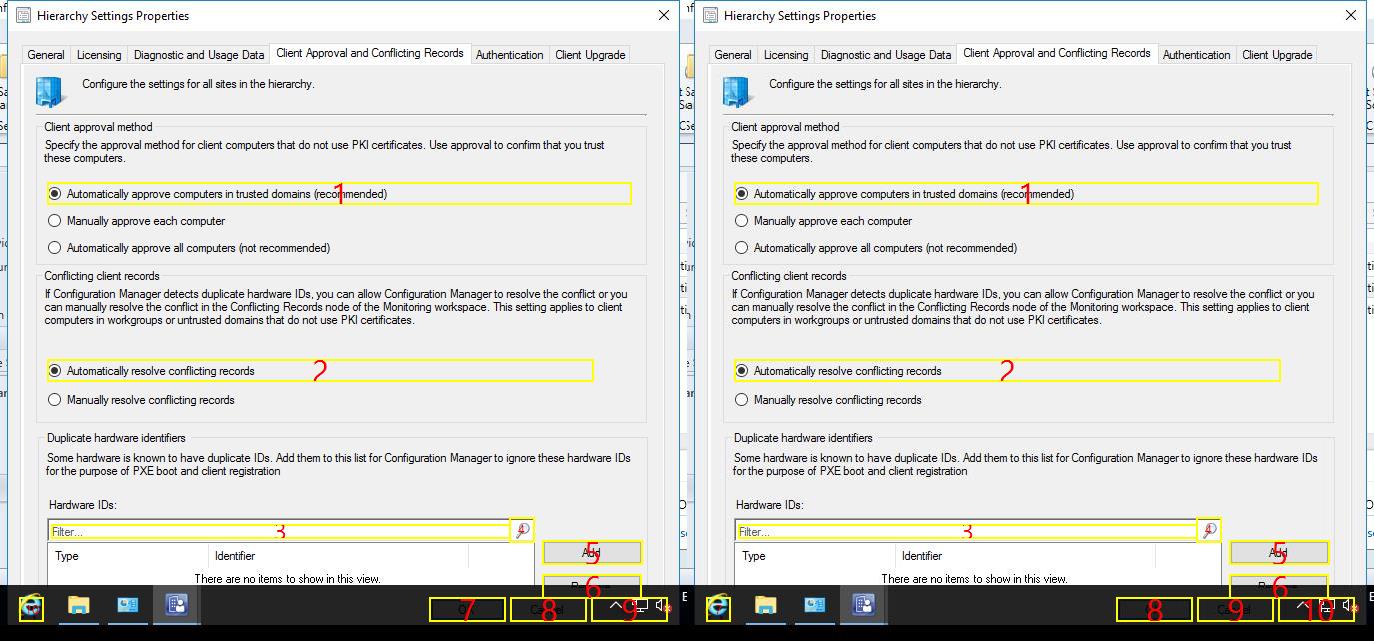 Hierarchy Settings Properties
General Licensing Diagnostic and Usage Data Client Approval and Conflicting Records Authentication Client Upgrade
Configure the settings for all sites in the hierarchy.
Client approval method
Specify the approval method for client computers that do not use PKI certificates. Use approval to confirm that you trust
these computers.
Automatically approve computers in trusted domains (recommended)
1
Manually approve each computer
Automatically approve all computers (not recommended)
Conflicting client records
If Configuration Manager detects duplicate hardware IDs, you can allow Configuration Manager to resolve the conflict or you
can manually resolve the conflict in the Conflicting Records node of the Monitoring workspace. This setting applies to client
computers in workgroups or untrusted domains that do not use PKI certificates.
Automatically resolve conflicting records
2
Manually resolve conflicting records
Duplicate hardware identifiers
Some hardware is known to have duplicate IDs. Add them to this list for Configuration Manager to ignore these hardware IDs
for the purpose of PXE boot and client registration
Hardware IDs:
Filter...
3
4
Type Identifier
Add
5
There are no items to show in this view.
6
7 8 9
Hierarchy Settings Properties
General Licensing Diagnostic and Usage Data Client Approval and Conflicting Records Authentication Client Upgrade
Configure the settings for all sites in the hierarchy.
Client approval method
Specify the approval method for client computers that do not use PKI certificates. Use approval to confirm that you trust
these computers.
Automatically approve computers in trusted domains (recommended)
1
Manually approve each computer
Automatically approve all computers (not recommended)
Conflicting client records
If Configuration Manager detects duplicate hardware IDs, you can allow Configuration Manager to resolve the conflict or you
can manually resolve the conflict in the Conflicting Records node of the Monitoring workspace. This setting applies to client
computers in workgroups or untrusted domains that do not use PKI certificates.
Automatically resolve conflicting records
2
Manually resolve conflicting records
Duplicate hardware identifiers
Some hardware is known to have duplicate IDs. Add them to this list for Configuration Manager to ignore these hardware IDs
for the purpose of PXE boot and client registration
Hardware IDs:
Filter...
3
4
Type Identifier
Add
5
There are no items to show in this view.
6
8 9 10